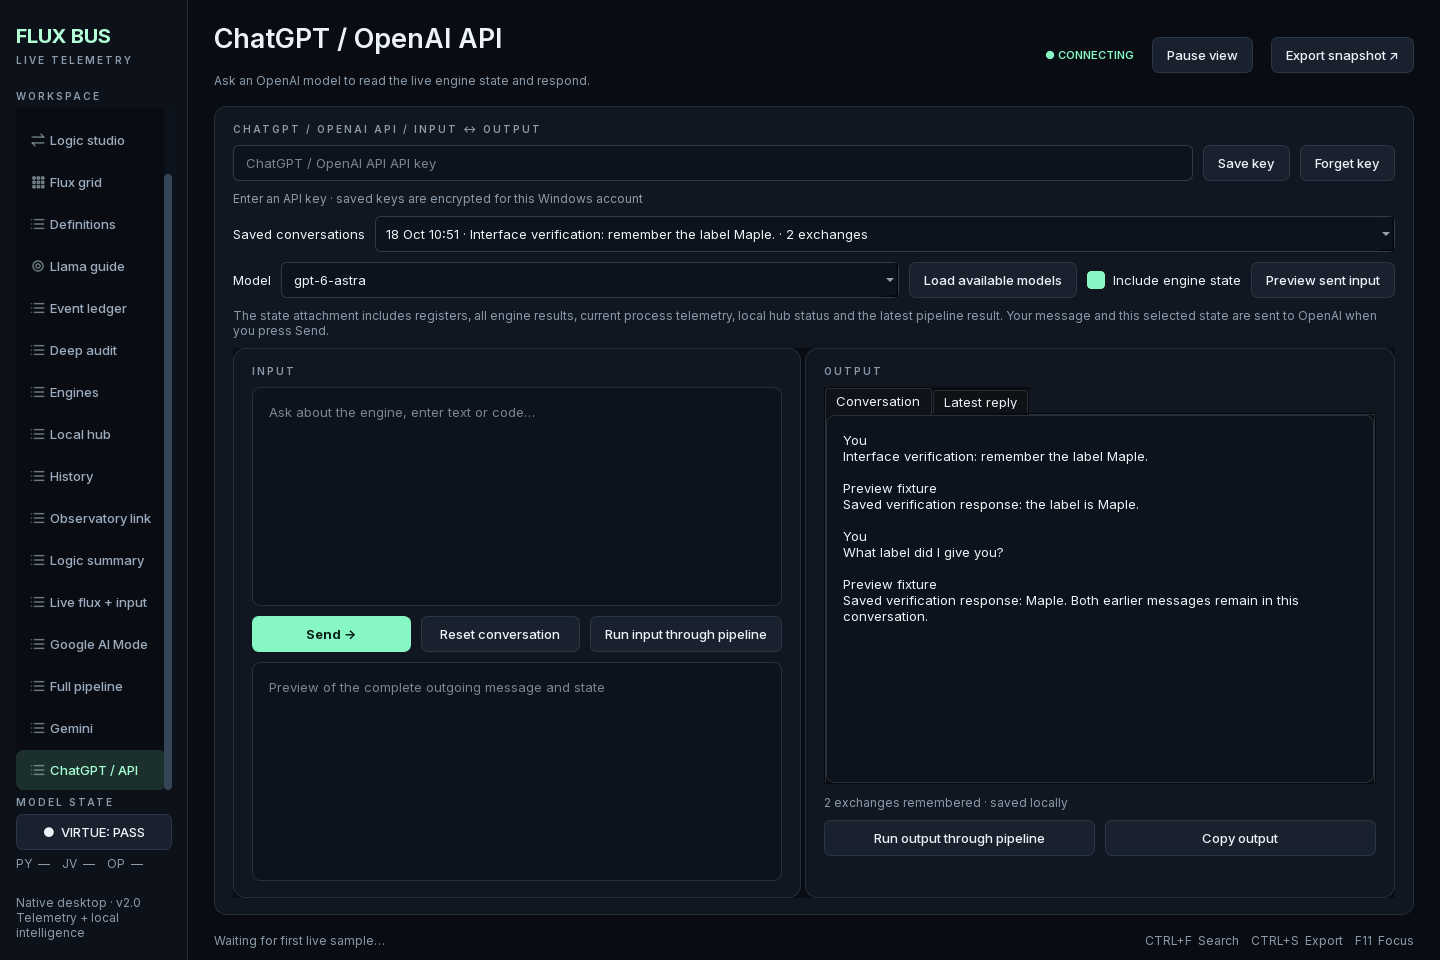 FLUX BUS
LIVE TELEMETRY
WORKSPACE
Logic studio
Flux grid
Definitions
Llama guide
Event ledger
Deep audit
Engines
Local hub
History
Observatory link
Logic summary
Live flux + input
Google AI Mode
Full pipeline
Gemini
ChatGPT / API
MODEL STATE
VIRTUE: PASS
PY — JV — OP —
Native desktop · v2.0
Telemetry + local
intelligence
ChatGPT / OpenAI API
Ask an OpenAI model to read the live engine state and respond.
CONNECTING
Pause view
Export snapshot ↗
CHATGPT / OPENAI API / INPUT ↔ OUTPUT
ChatGPT / OpenAI API API key
Save key
Forget key
Enter an API key · saved keys are encrypted for this Windows account
Saved conversations
18 Oct 10:51 · Interface verification: remember the label Maple. · 2 exchanges
Model
gpt-6-astra
Load available models
Include engine state
Preview sent input
The state attachment includes registers, all engine results, current process telemetry, local hub status and the latest pipeline result. Your message and this selected state are sent to OpenAI when
you press Send.
INPUT
Ask about the engine, enter text or code…
Send →
Reset conversation
Run input through pipeline
Preview of the complete outgoing message and state
OUTPUT
Conversation
Latest reply
You
Interface verification: remember the label Maple.
Preview fixture
Saved verification response: the label is Maple.
You
What label did I give you?
Preview fixture
Saved verification response: Maple. Both earlier messages remain in this
conversation.
2 exchanges remembered · saved locally
Run output through pipeline
Copy output
Waiting for first live sample…
CTRL+F Search CTRL+S Export F11 Focus